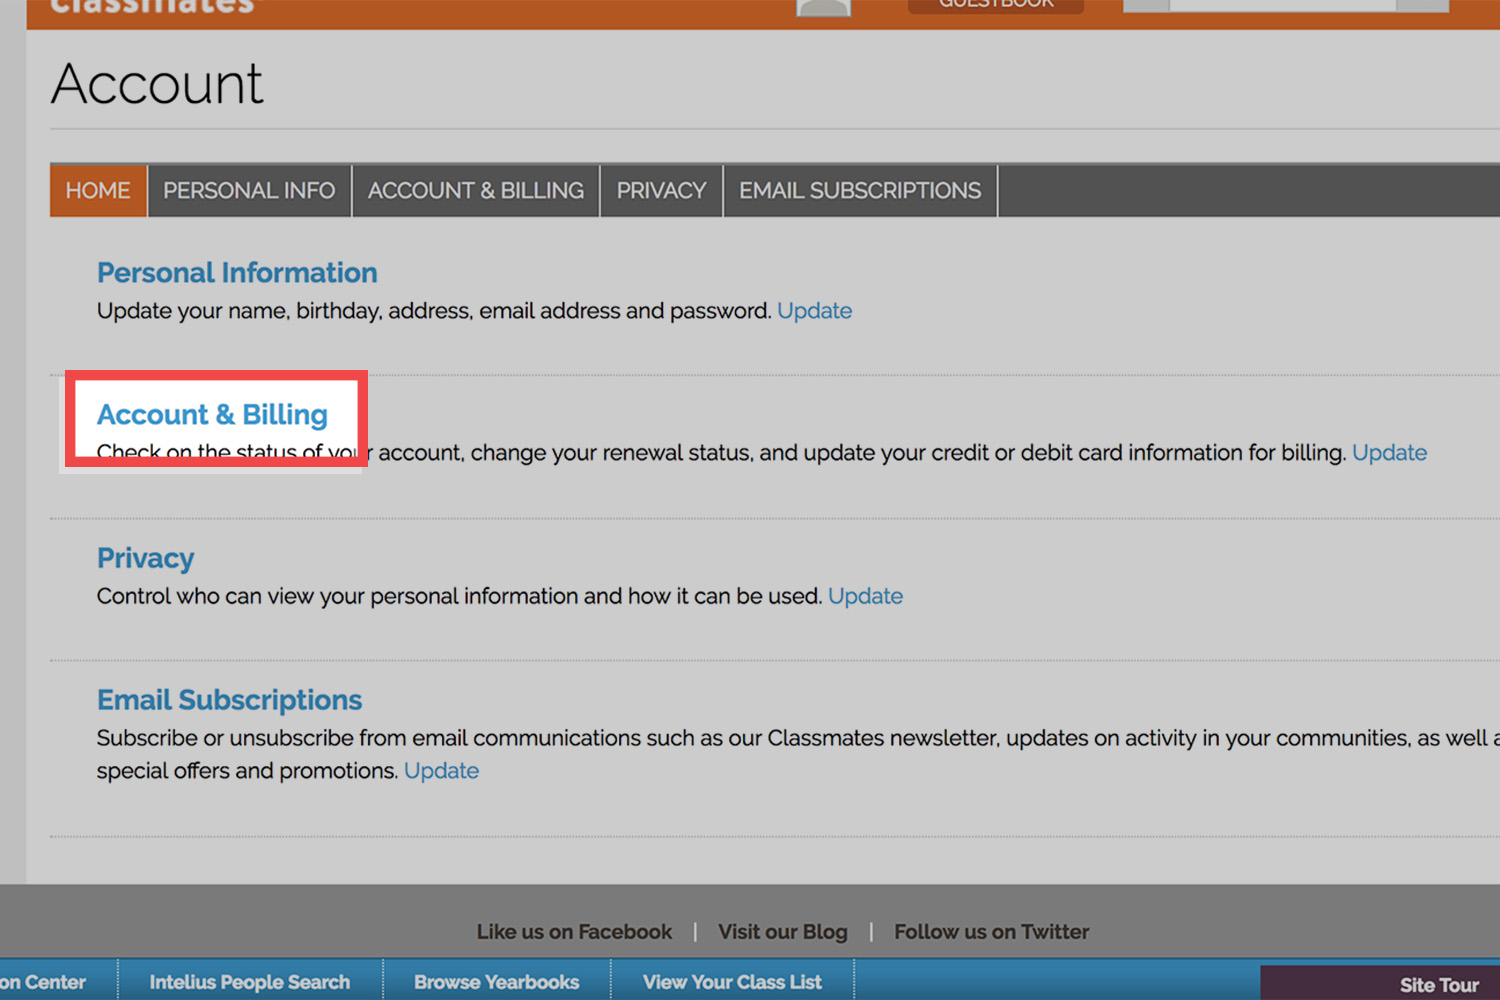 classmates
GUESTBOOK
Account
HOME PERSONAL INFO ACCOUNT & BILLING PRIVACY EMAIL SUBSCRIPTIONS
Personal Information
Update your name, birthday, address, email address and password. Update
Account & Billing
Check on the status of your account, change your renewal status, and update your credit or debit card information for billing. Update
Privacy
Control who can view your personal information and how it can be used. Update
Email Subscriptions
Subscribe or unsubscribe from email communications such as our Classmates newsletter, updates on activity in your communities, as well
special offers and promotions. Update
Like us on Facebook | Visit our Blog | Follow us on Twitter
on Center Intelius People Search Browse Yearbooks View Your Class List Site Tour